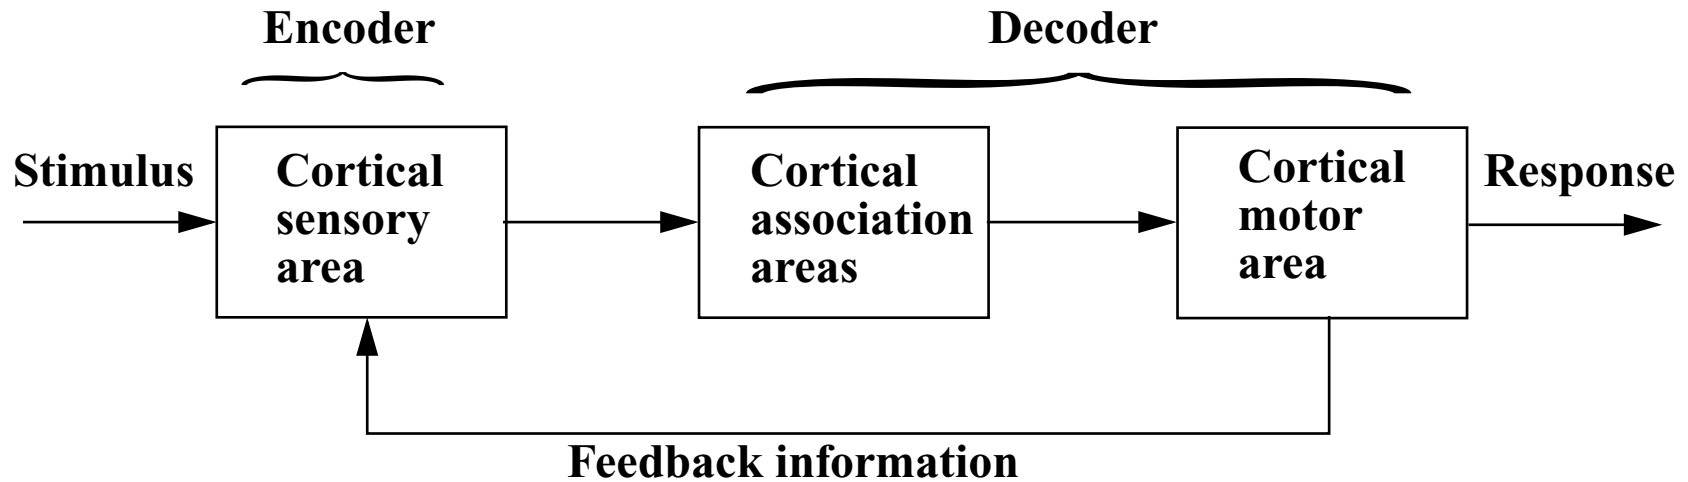 Encoder
Decoder
Stimulus
Cortical
sensory
area
Cortical
association
areas
Cortical
motor
area
Response
Feedback information